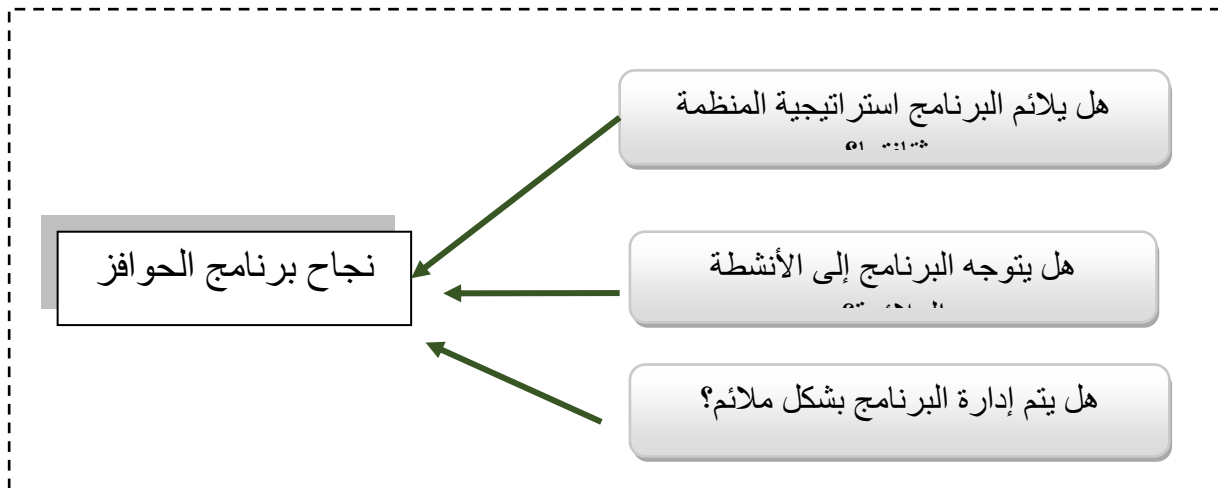 هل يلائم البرنامج استراتيجية المنظمة
نجاح برنامج الحوافز
هل يتوجه البرنامج إلى الأنشطة
هل يتم إدارة البرنامج بشكل ملائم؟